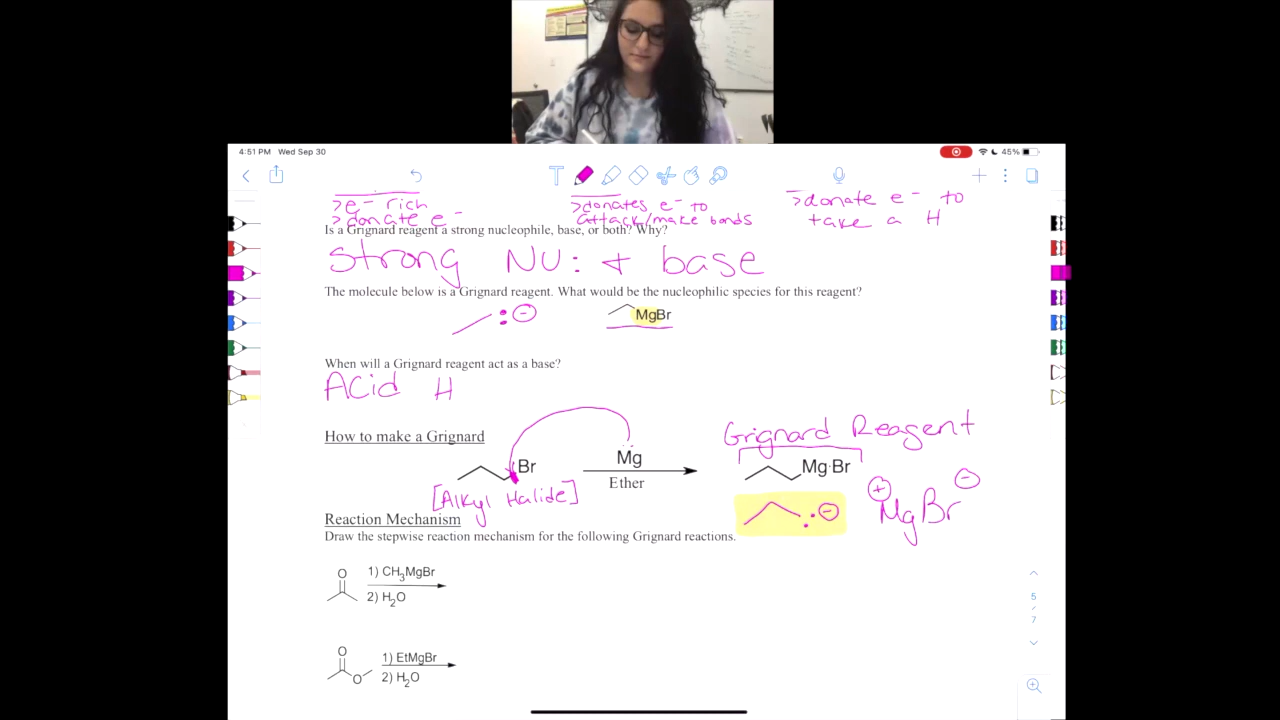 4:51 PM Wed Sep 30
45%
>e- rich
>donate e-
>donates e- to
attack/make bonds
>donate e- to
take a H
Is a Grignard reagent a strong nucleophile, base, or both? Why?
strong NU: + base
The molecule below is a Grignard reagent. What would be the nucleophilic species for this reagent?
MgBr
When will a Grignard reagent act as a base?
Acid H
How to make a Grignard
Br
Mg
Ether
[Alkyl Halide]
Grignard Reagent
Mg·Br
MgBr
Reaction Mechanism
Draw the stepwise reaction mechanism for the following Grignard reactions.
O
1) CH3MgBr
2) H2O
O
O
1) EtMgBr
2) H2O
5
/
7